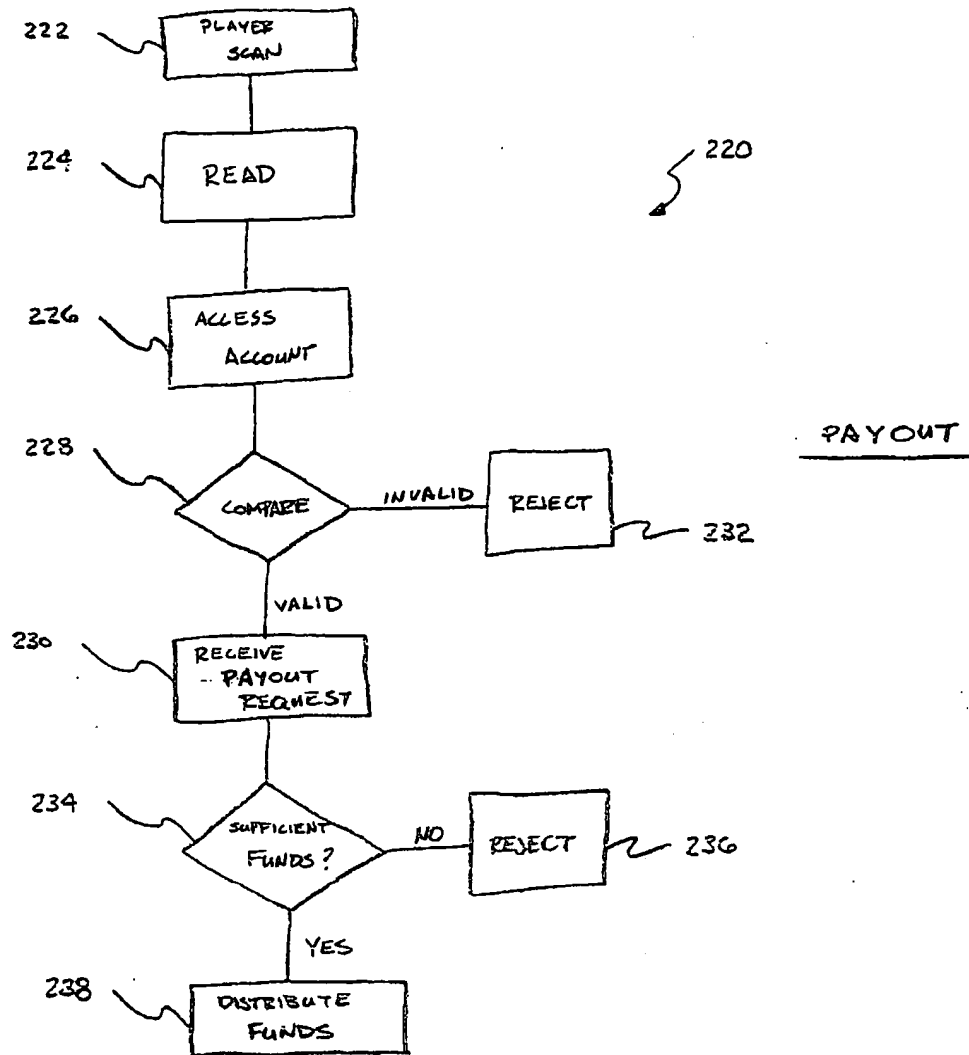 222
PLAYER
SCAN
224
READ
220
226
ACCESS
ACCOUNT
228
COMPARE
INVALID
REJECT
232
PAYOUT
VALID
230
RECEIVE
PAYOUT
REQUEST
234
SUFFICIENT
FUNDS?
NO
REJECT
236
YES
238
DISTRIBUTE
FUNDS